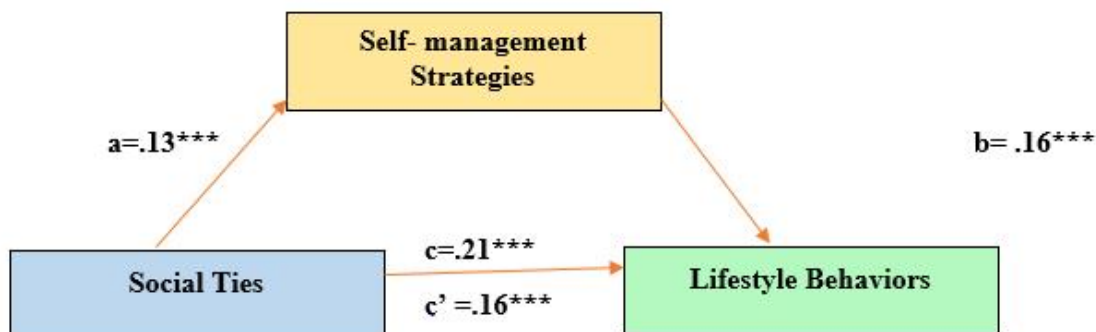 Self- management
Strategies
a=.13***
b= .16***
c=.21***
Social Ties
Lifestyle Behaviors
c’ =.16***